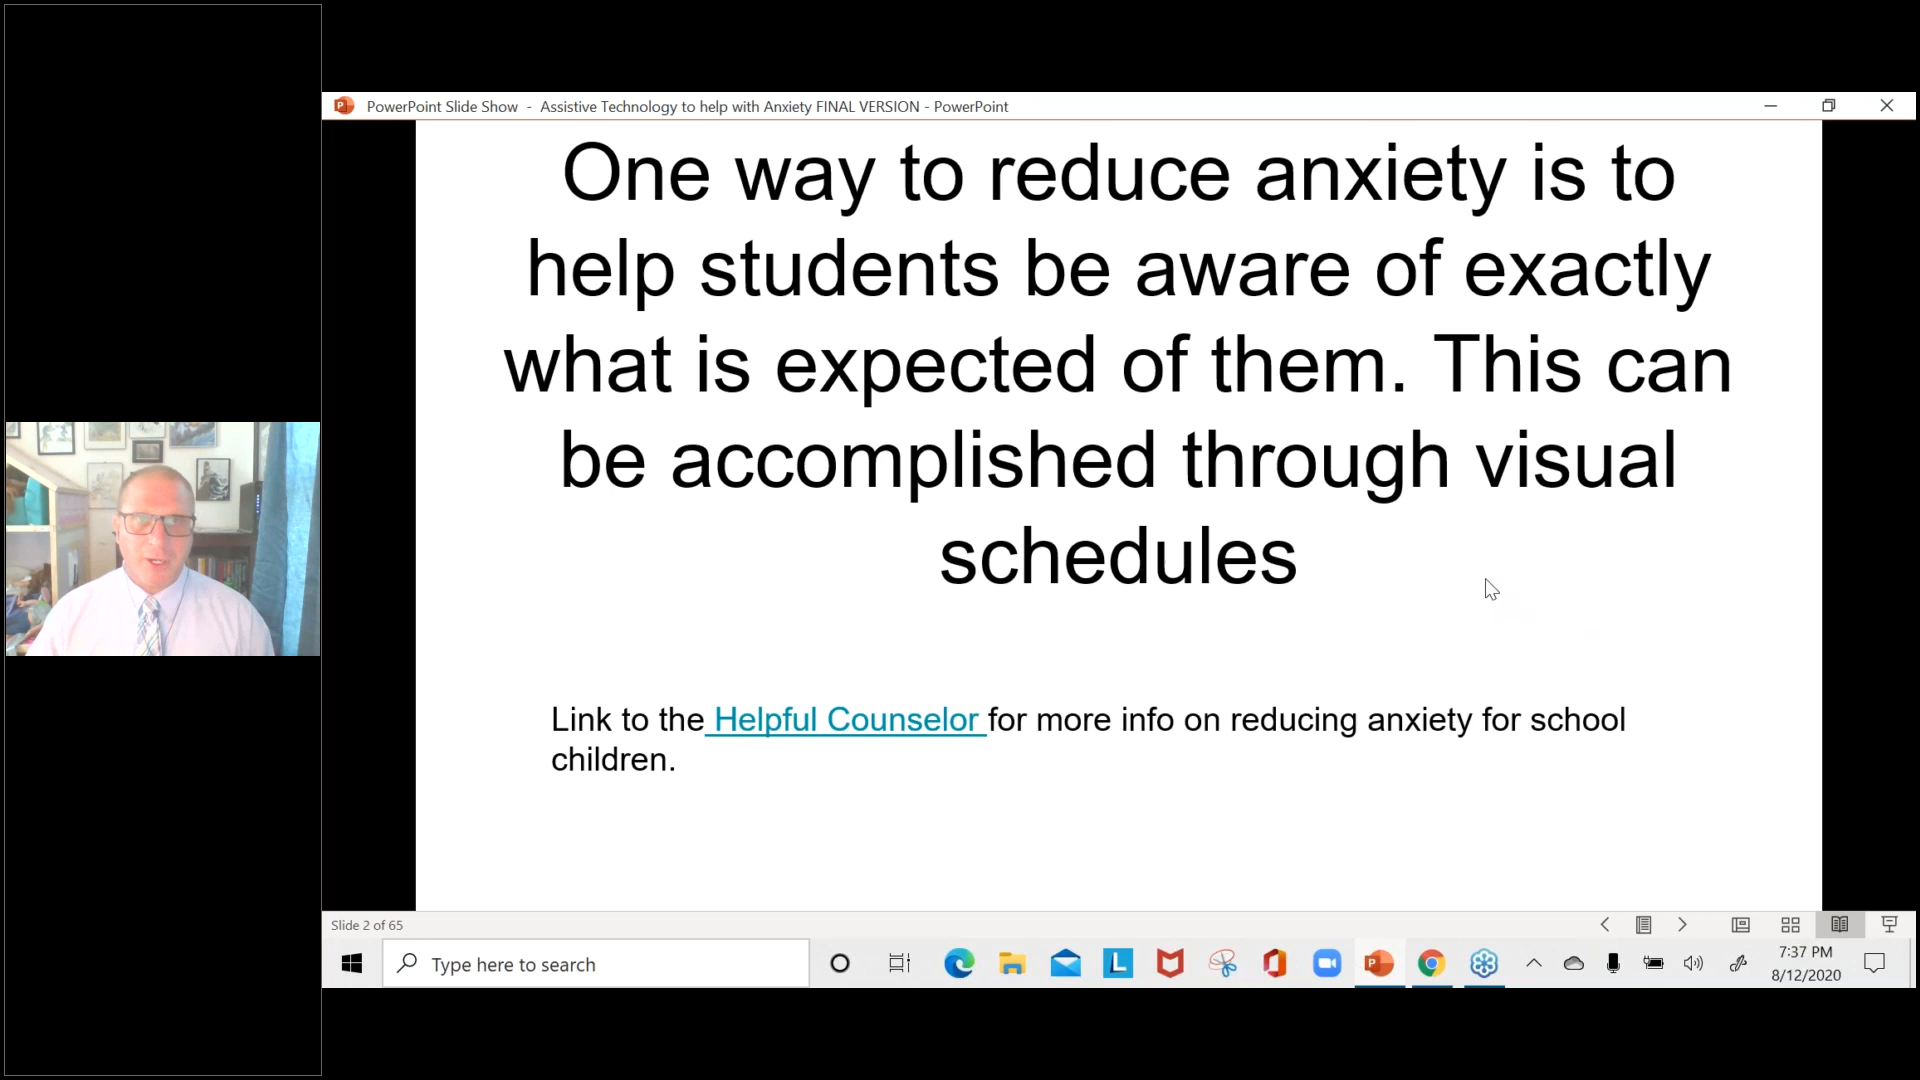 PowerPoint Slide Show - Assistive Technology to help with Anxiety FINAL VERSION - PowerPoint
One way to reduce anxiety is to
help students be aware of exactly
what is expected of them. This can
be accomplished through visual
schedules
Link to the Helpful Counselor for more info on reducing anxiety for school
children.
Slide 2 of 65
Type here to search
7:37 PM
8/12/2020